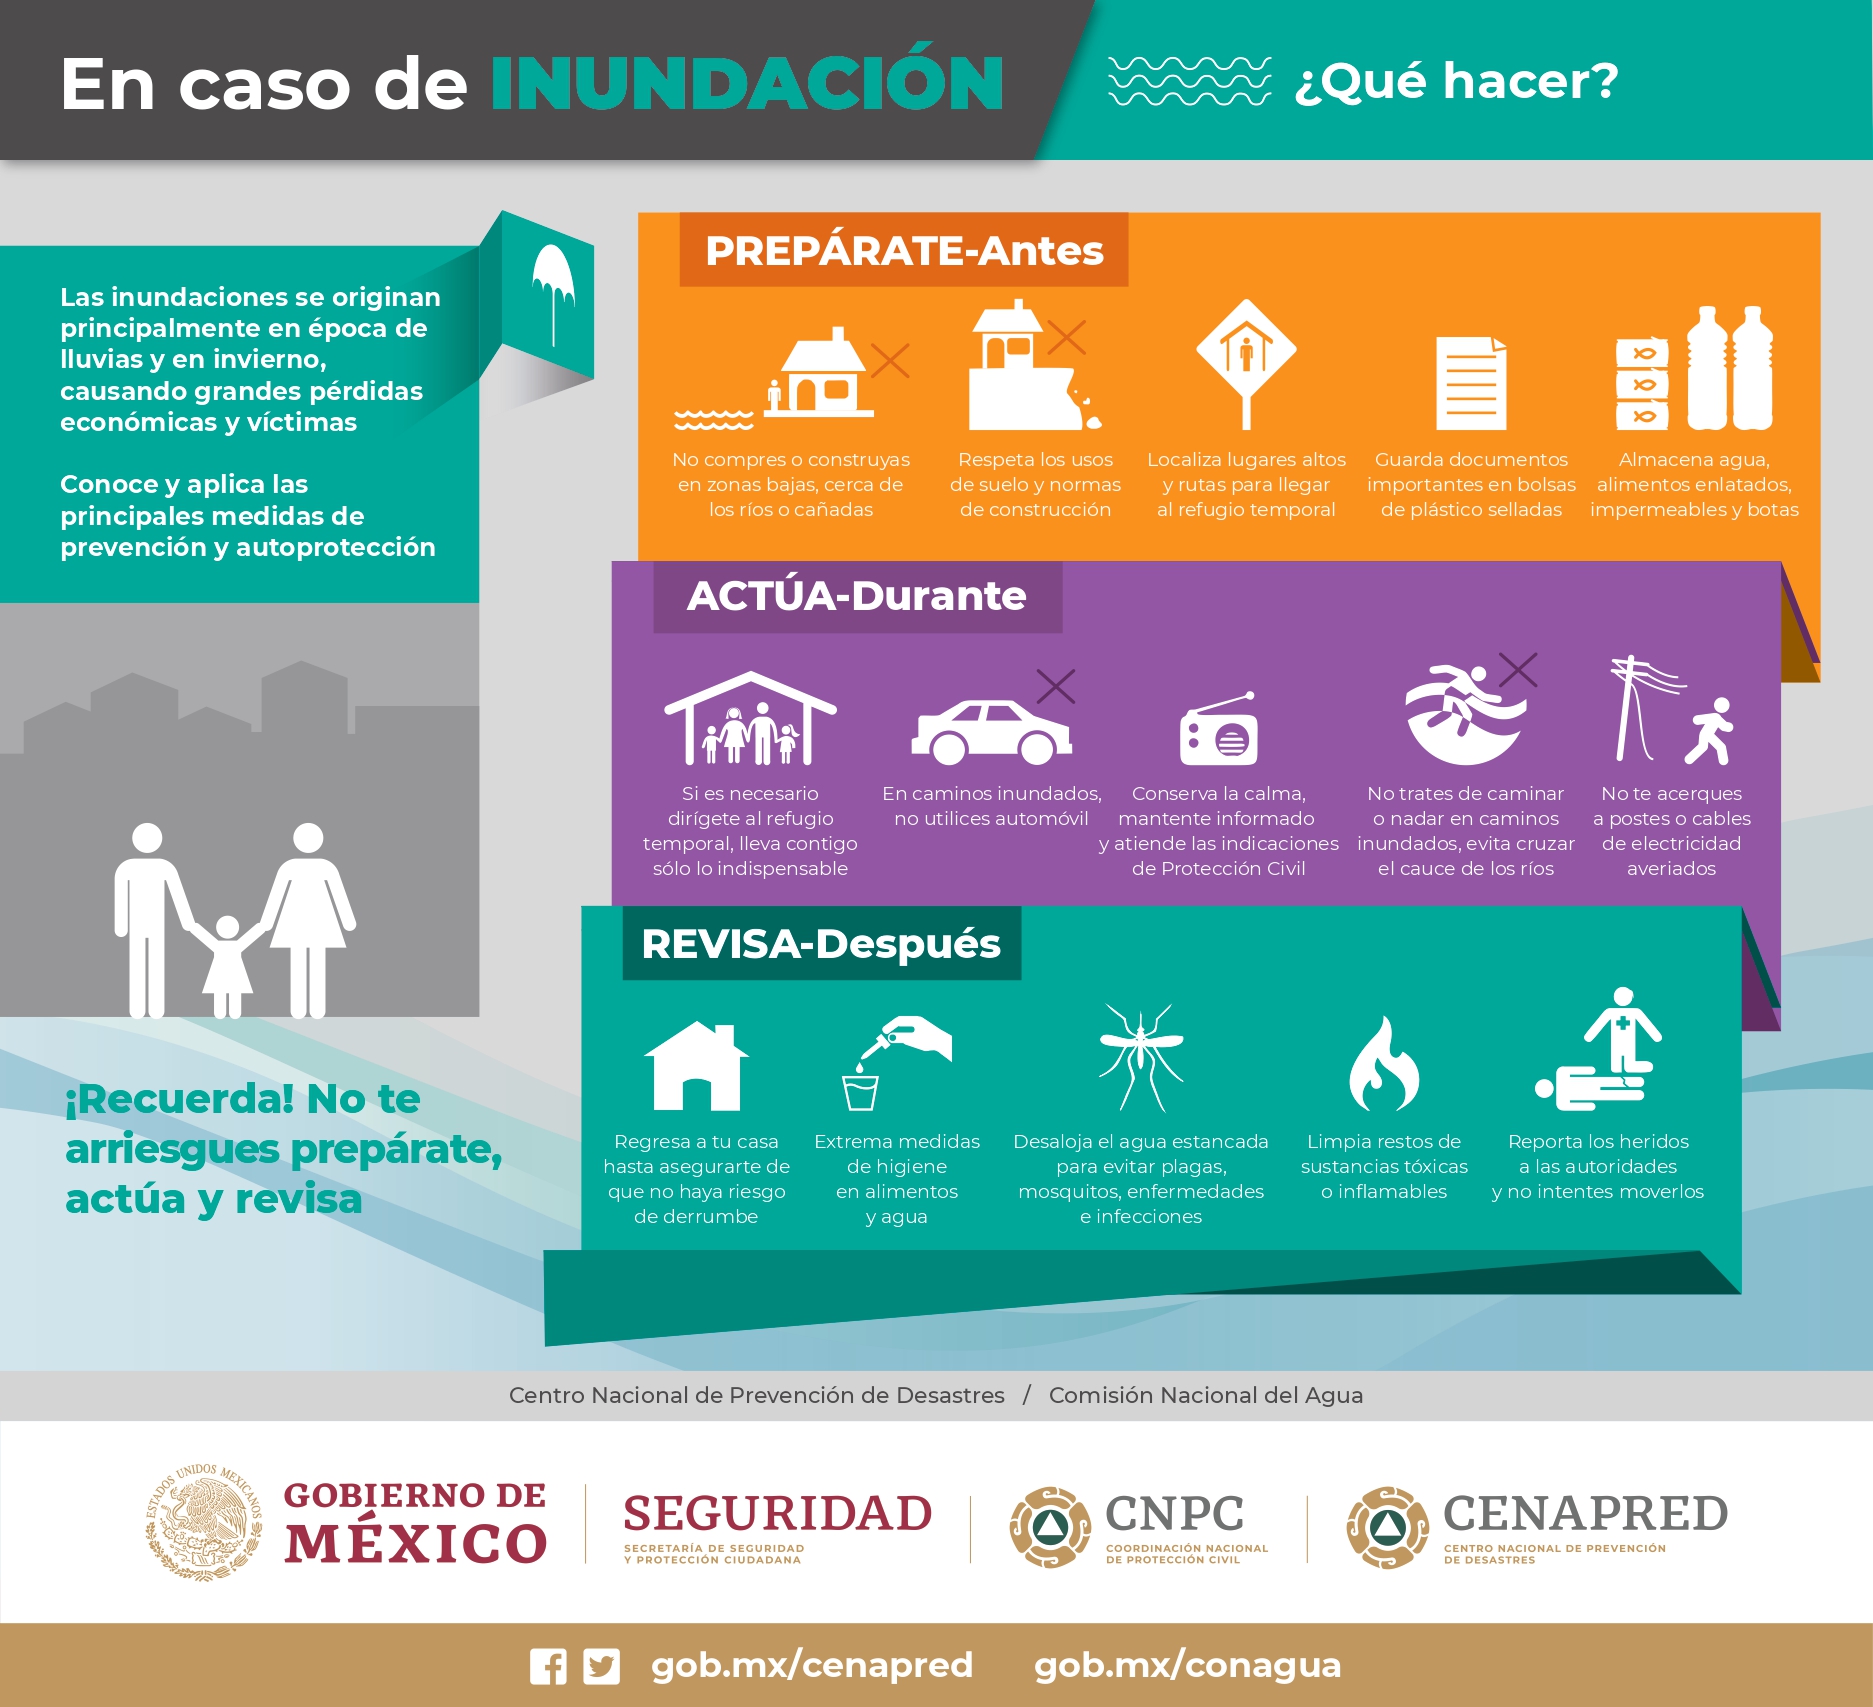 En caso de INUNDACIÓN
¿Qué hacer?
Las inundaciones se originan
principalmente en época de
lluvias y en invierno,
causando grandes pérdidas
económicas y víctimas
Conoce y aplica las
principales medidas de
prevención y autoprotección
PREPÁRATE-Antes
No compres o construyas
en zonas bajas, cerca de
los ríos o cañadas
Respeta los usos
de suelo y normas
de construcción
Localiza lugares altos
y rutas para llegar
al refugio temporal
Guarda documentos
importantes en bolsas
de plástico selladas
Almacena agua,
alimentos enlatados,
impermeables y botas
ACTÚA-Durante
Si es necesario
dirígete al refugio
temporal, lleva contigo
sólo lo indispensable
En caminos inundados,
no utilices automóvil
Conserva la calma,
mantente informado
y atiende las indicaciones
de Protección Civil
No trates de caminar
o nadar en caminos
inundados, evita cruzar
el cauce de los ríos
No te acerques
a postes o cables
de electricidad
averiados
REVISA-Después
Regresa a tu casa
hasta asegurarte de
que no haya riesgo
de derrumbe
Extrema medidas
de higiene
en alimentos
y agua
Desaloja el agua estancada
para evitar plagas,
mosquitos, enfermedades
e infecciones
Limpia restos de
sustancias tóxicas
o inflamables
Reporta los heridos
a las autoridades
y no intentes moverlos
¡Recuerda! No te
arriesgues prepárate,
actúa y revisa
Centro Nacional de Prevención de Desastres / Comisión Nacional del Agua
ESTADOS UNIDOS MEXICANOS
GOBIERNO DE
MÉXICO
SEGURIDAD
SECRETARÍA DE SEGURIDAD
Y PROTECCIÓN CIUDADANA
CNPC
COORDINACIÓN NACIONAL
DE PROTECCIÓN CIVIL
CENAPRED
CENTRO NACIONAL DE PREVENCIÓN
DE DESASTRES
gob.mx/cenapred
gob.mx/conagua